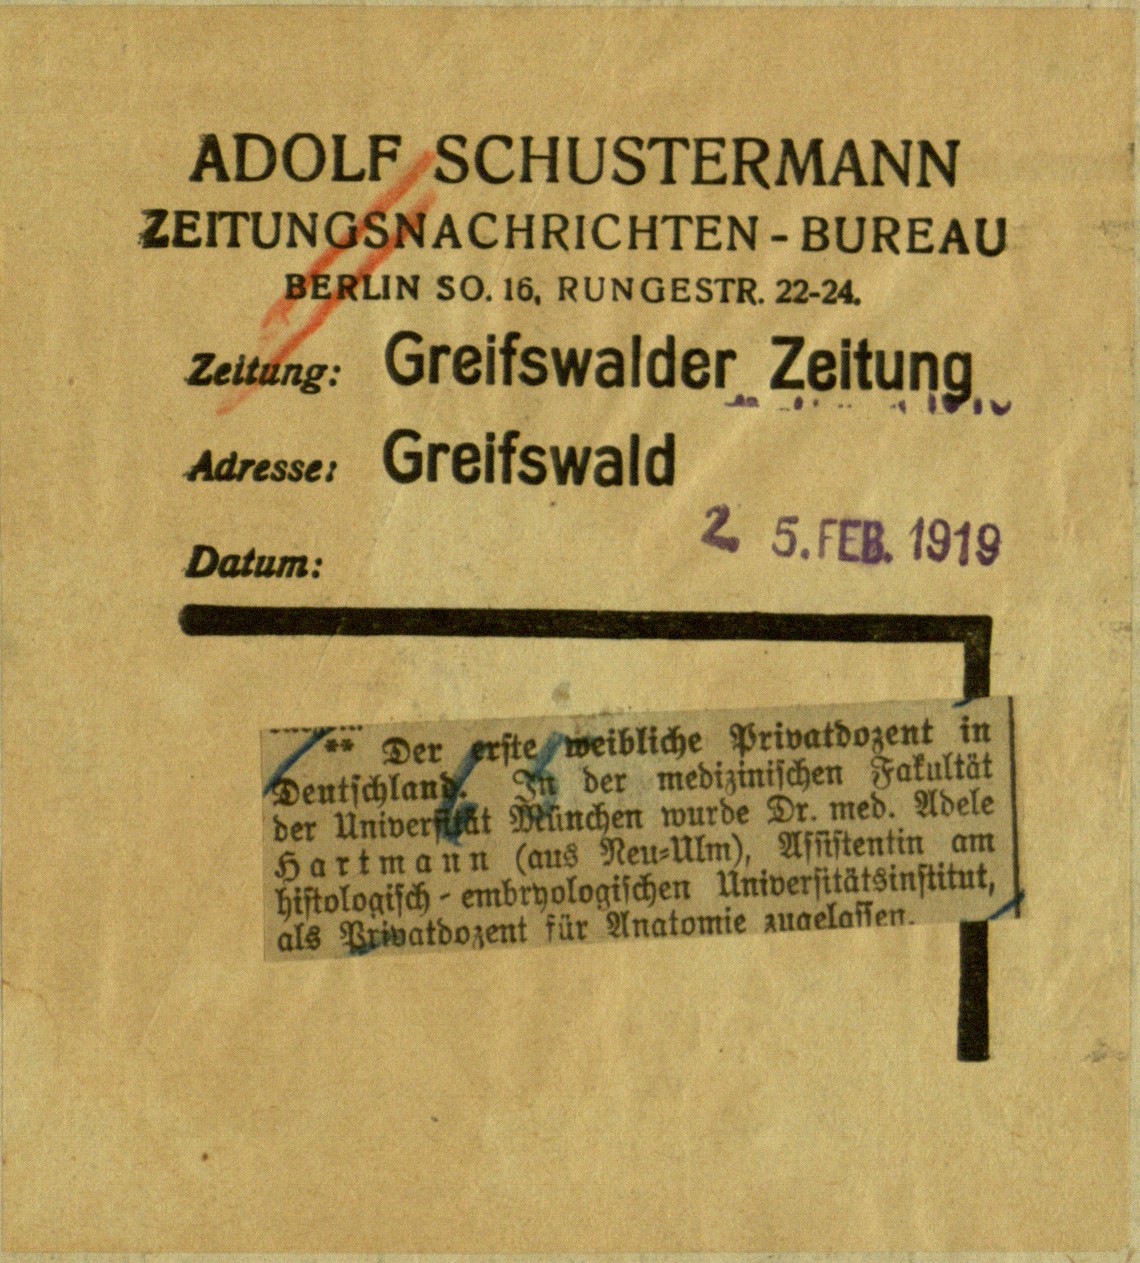 ADOLF SCHUSTERMANN
ZEITUNGSNACHRICHTEN - BUREAU
BERLIN SO. 16, RUNGESTR. 22-24.
Zeitung: Greifswalder Zeitung
Adresse: Greifswald
Datum: 2 5. FEB. 1919
** Der erſte weibliche Privatdozent in
Deutſchland. In der mediziniſchen Fakultät
der Univerſität München wurde Dr. med. Adele
Hartmann (aus Neu-Ulm), Aſſiſtentin am
hiſtologiſch - embryologiſchen Univerſitätsinſtitut,
als Privatdozent für Anatomie zugelaſſen.